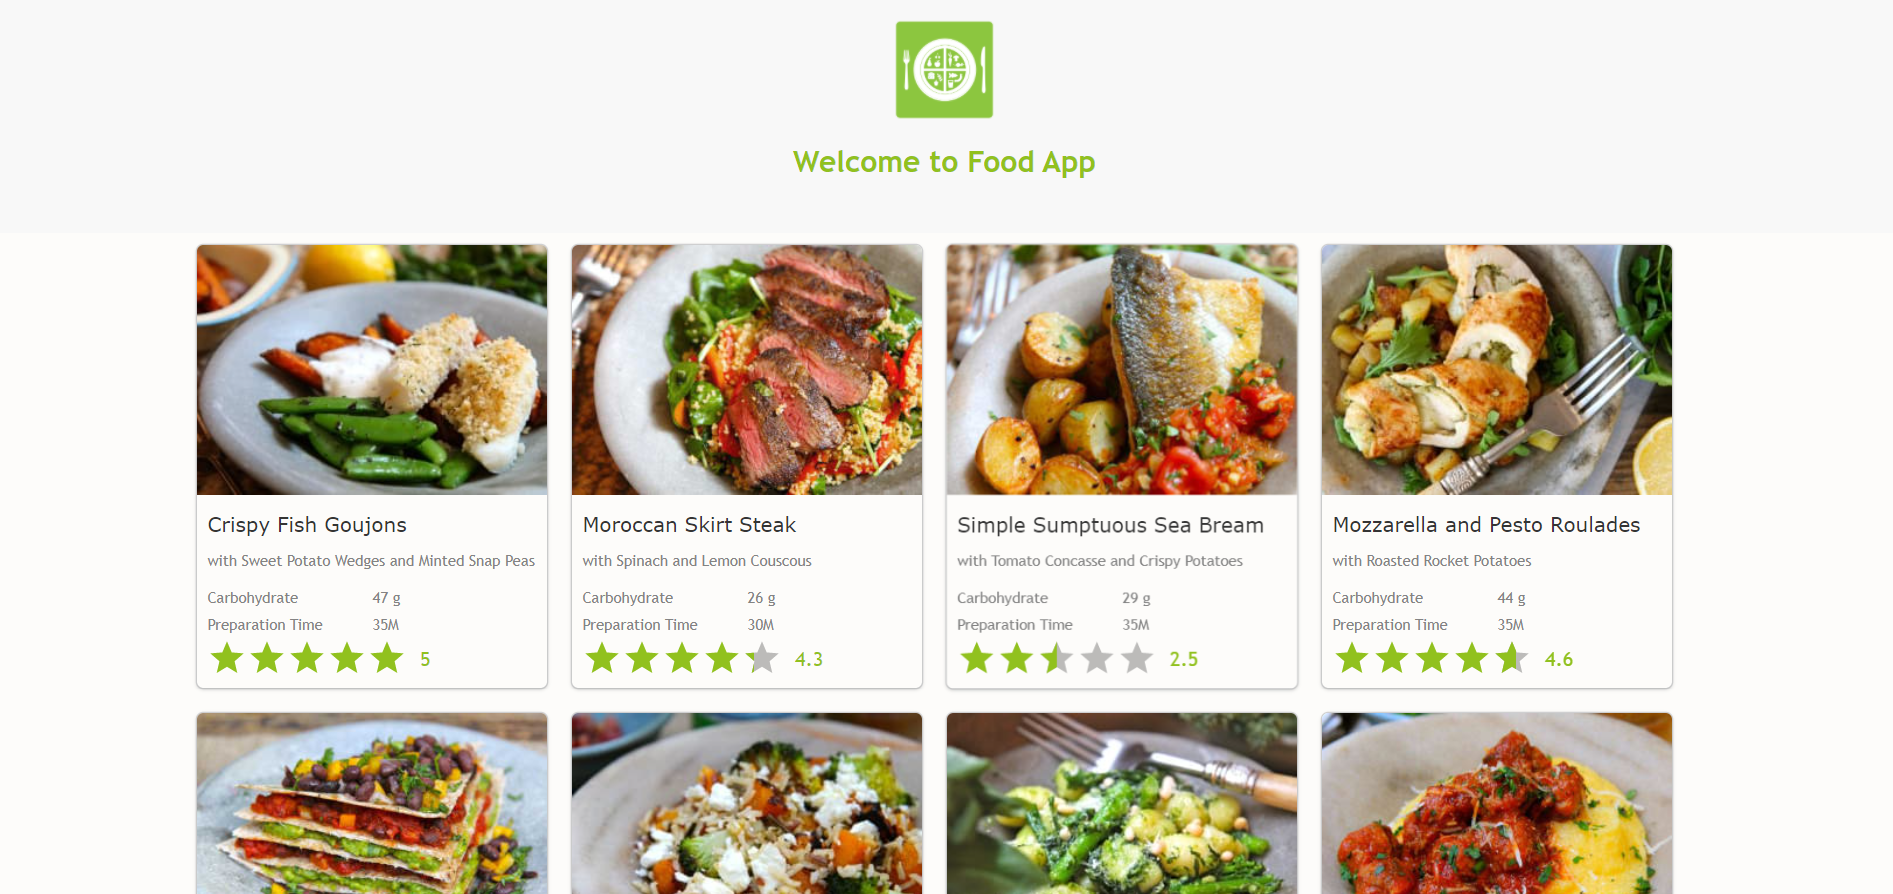 Welcome to Food App
Crispy Fish Goujons
with Sweet Potato Wedges and Minted Snap Peas
Carbohydrate 47 g
Preparation Time 35M
5
Moroccan Skirt Steak
with Spinach and Lemon Couscous
Carbohydrate 26 g
Preparation Time 30M
4.3
Simple Sumptuous Sea Bream
with Tomato Concasse and Crispy Potatoes
Carbohydrate 29 g
Preparation Time 35M
2.5
Mozzarella and Pesto Roulades
with Roasted Rocket Potatoes
Carbohydrate 44 g
Preparation Time 35M
4.6